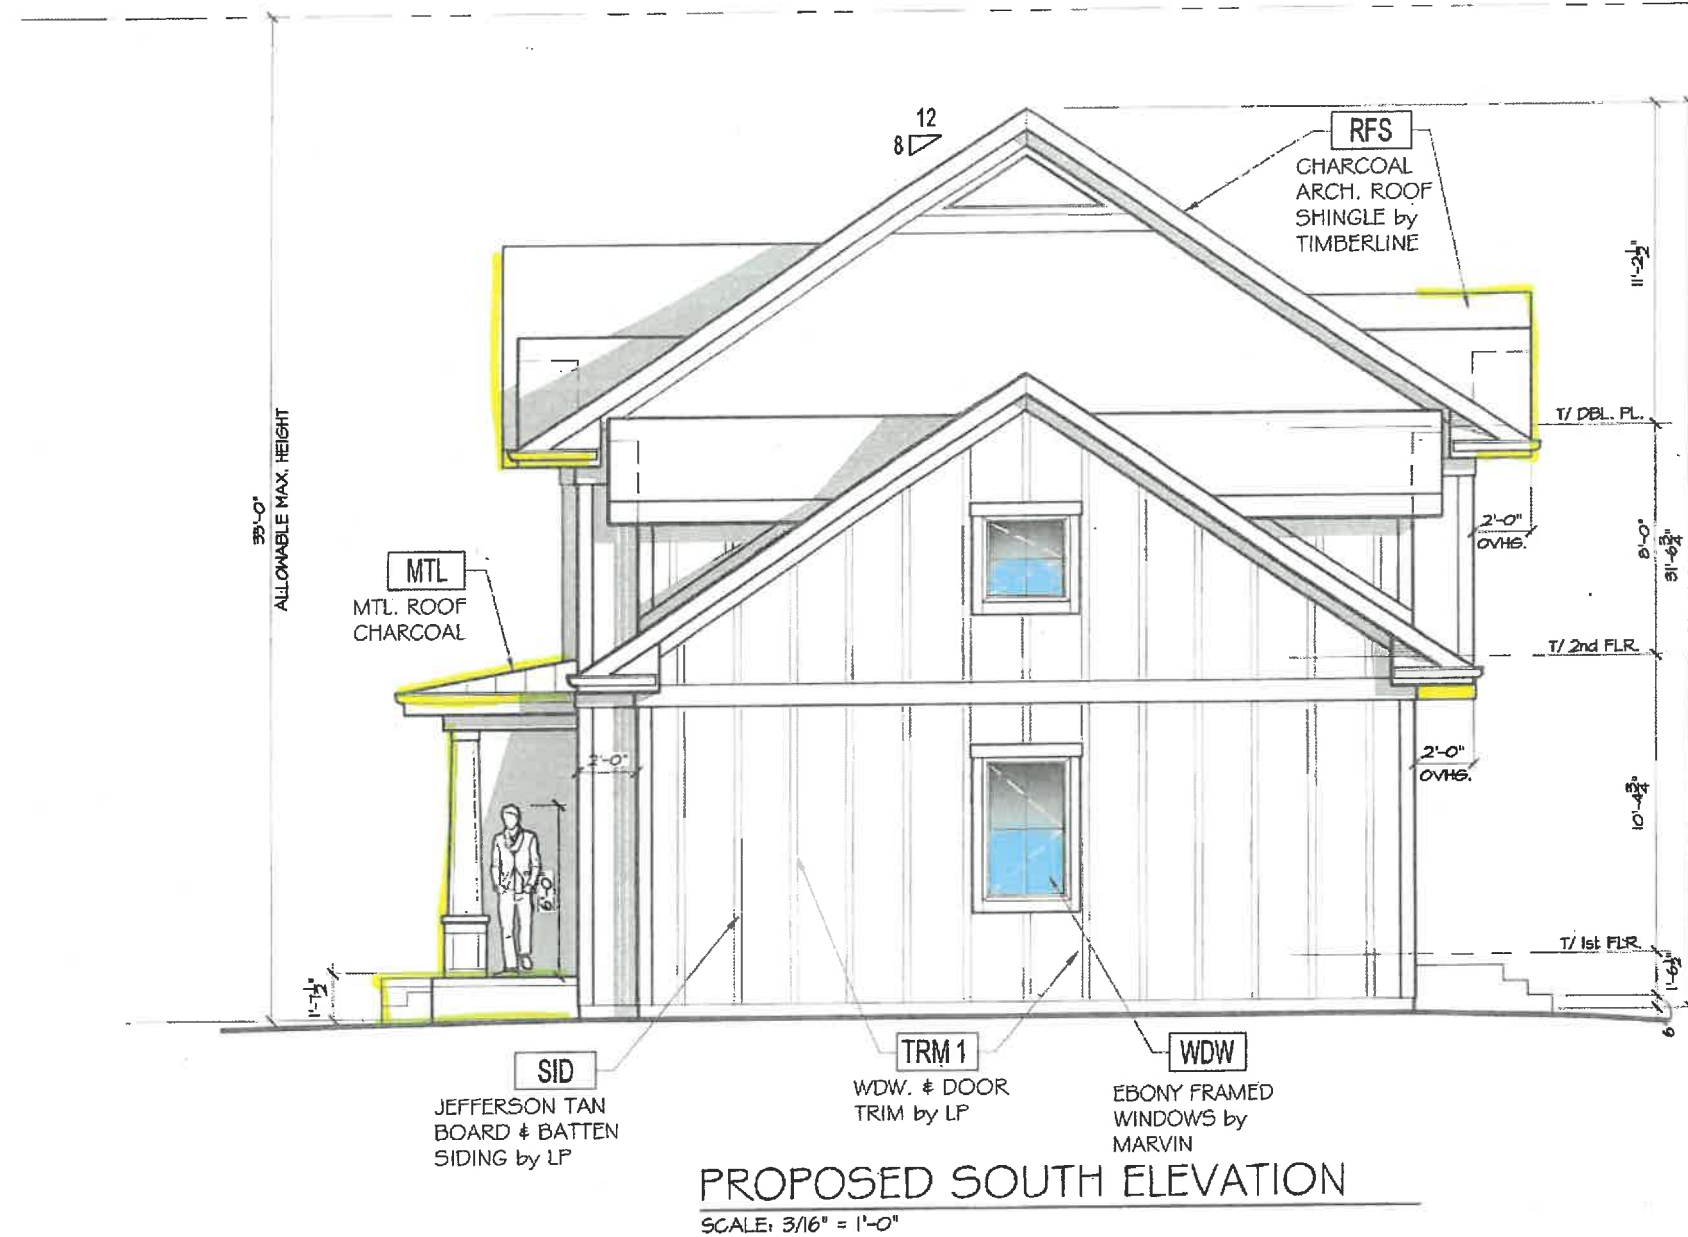 12
8
RFS
CHARCOAL
ARCH. ROOF
SHINGLE by
TIMBERLINE
11'-2½"
33'-0"
ALLOWABLE MAX. HEIGHT
T/ DBL. PL.
2'-0"
OVHG.
8'-0"
31'-6¾"
MTL
MTL. ROOF
CHARCOAL
T/ 2nd FLR.
2'-0"
2'-0"
OVHG.
10'-4¾"
6'-0"
T/ 1st FLR.
1'-7½"
1'-6½"
6"
SID
JEFFERSON TAN
BOARD & BATTEN
SIDING by LP
TRM 1
WDW. & DOOR
TRIM by LP
WDW
EBONY FRAMED
WINDOWS by
MARVIN
PROPOSED SOUTH ELEVATION
SCALE: 3/16" = 1'-0"